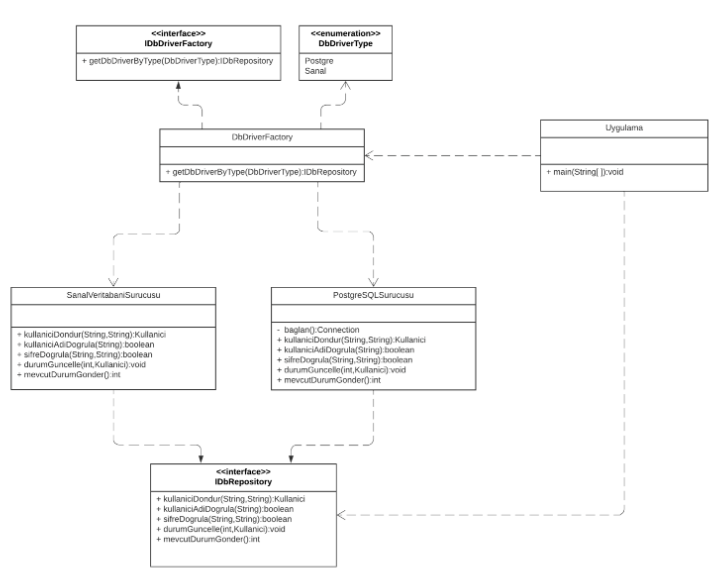 <<interface>>
IDbDriverFactory
+ getDbDriverByType(DbDriverType):IDbRepository
<<enumeration>>
DbDriverType
Postgre
Sanal
DbDriverFactory
+ getDbDriverByType(DbDriverType):IDbRepository
Uygulama
+ main(String[ ]):void
SanalVeritabaniSurucusu
+ kullaniciDondur(String,String):Kullanici
+ kullaniciAdiDogrula(String):boolean
+ sifreDogrula(String,String):boolean
+ durumGuncelle(int,Kullanici):void
+ mevcutDurumGonder():int
PostgreSQLSurucusu
- baglan():Connection
+ kullaniciDondur(String,String):Kullanici
+ kullaniciAdiDogrula(String):boolean
+ sifreDogrula(String,String):boolean
+ durumGuncelle(int,Kullanici):void
+ mevcutDurumGonder():int
<<interface>>
IDbRepository
+ kullaniciDondur(String,String):Kullanici
+ kullaniciAdiDogrula(String):boolean
+ sifreDogrula(String,String):boolean
+ durumGuncelle(int,Kullanici):void
+ mevcutDurumGonder():int